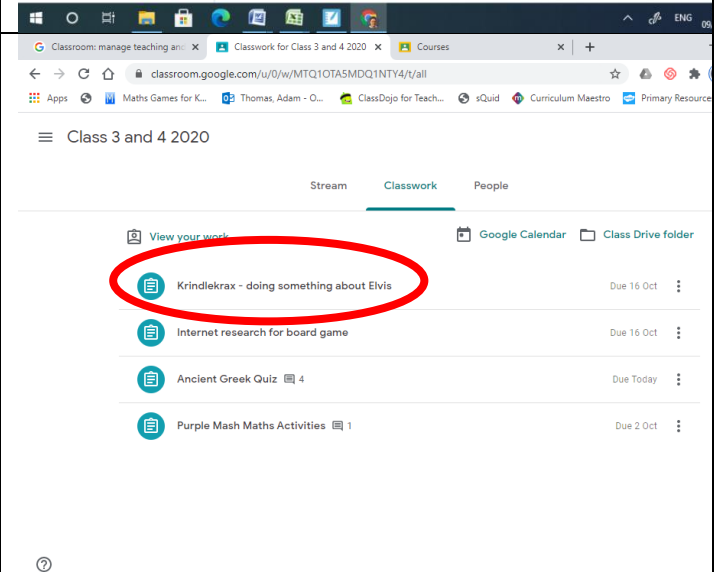 ENG
09
Classroom: manage teaching and
Classwork for Class 3 and 4 2020
Courses
classroom.google.com/u/0/w/MTQ1OTA5MDQ1NTY4/t/all
Apps Maths Games for K... Thomas, Adam - O... ClassDojo for Teach... sQuid Curriculum Maestro Primary Resource
Class 3 and 4 2020
Stream Classwork People
View your work Google Calendar Class Drive folder
Krindlekrax - doing something about Elvis Due 16 Oct
Internet research for board game Due 16 Oct
Ancient Greek Quiz 4 Due Today
Purple Mash Maths Activities 1 Due 2 Oct